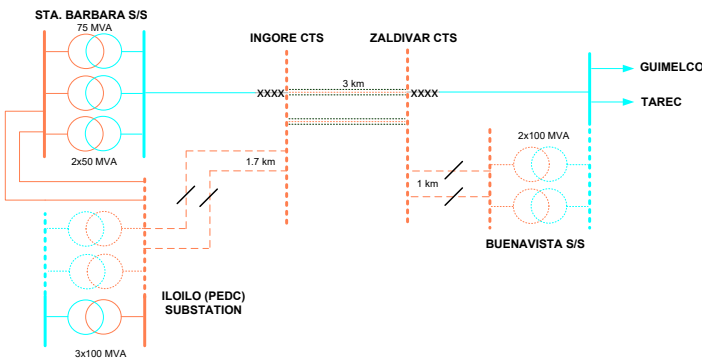 STA. BARBARA S/S
75 MVA
INGORE CTS
ZALDIVAR CTS
GUIMELCO
3 km
XXXX
XXXX
TAREC
2x100 MVA
2x50 MVA
1.7 km
1 km
BUENAVISTA S/S
ILOILO (PEDC)
SUBSTATION
3x100 MVA